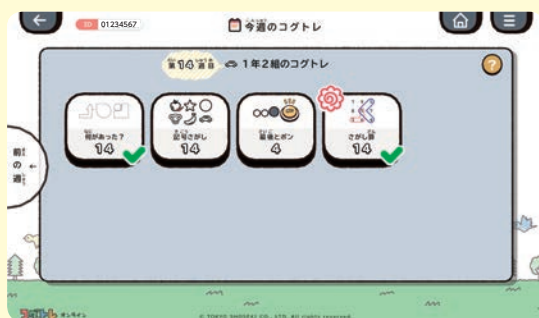 ID 01234567
今週のコグトレ
第14週目 1年2組のコグトレ
何があった？
14
記号さがし
14
最後とポン
4
さがし算
14
前の週
コグトレ オンライン
© TOKYO SHOSEKI CO., LTD. All rights reserved.